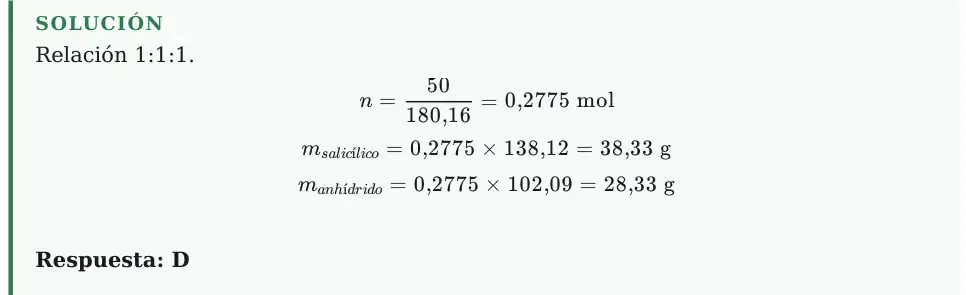 SOLUCIÓN
Relación 1:1:1.
n = 50/180,16 = 0,2775 mol
m_salicílico = 0,2775 × 138,12 = 38,33 g
m_anhídrido = 0,2775 × 102,09 = 28,33 g
Respuesta: D